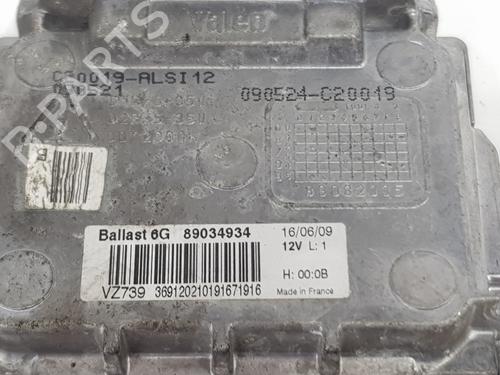 Valeo
C20019-ALSI12
090521
090524-C20019
B-PARTS
Ballast 6G 89034934
16/06/09
12V L: 1
H: 00:0B
VZ739 369120210191671916
Made in France